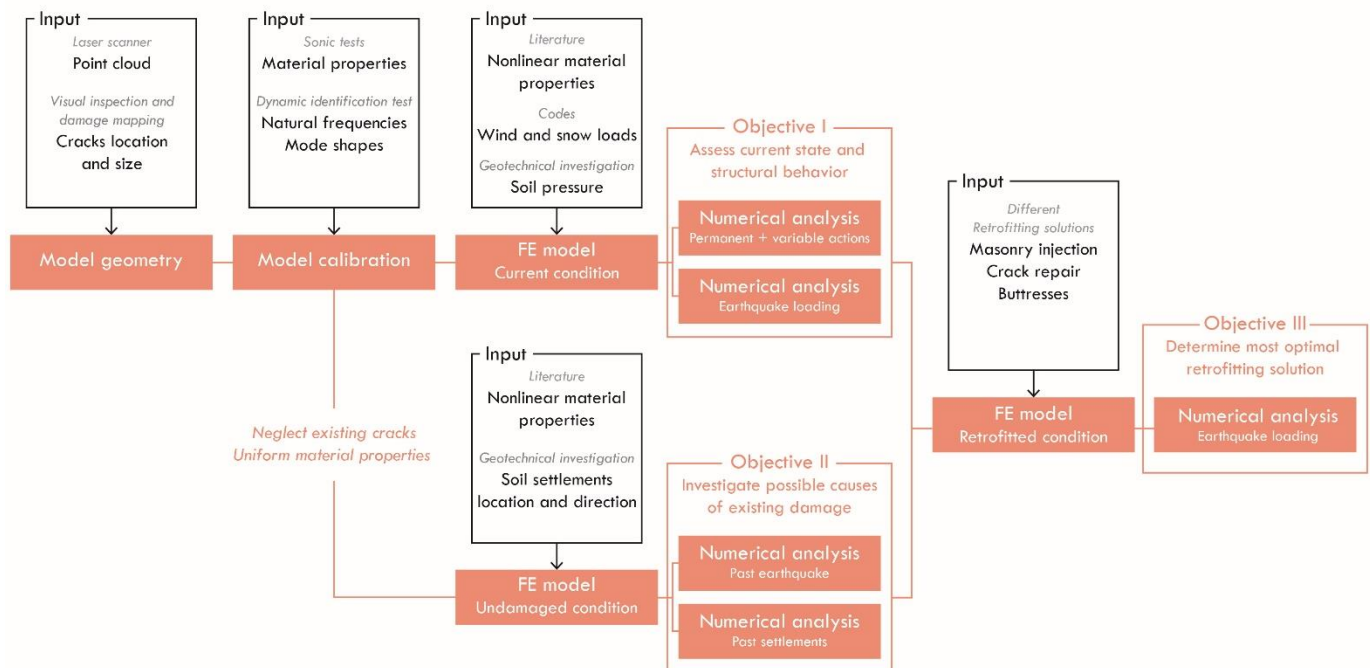 Input
Laser scanner
Point cloud
Visual inspection and
damage mapping
Cracks location
and size
Model geometry
Input
Sonic tests
Material properties
Dynamic identification test
Natural frequencies
Mode shapes
Model calibration
Input
Literature
Nonlinear material
properties
Codes
Wind and snow loads
Geotechnical investigation
Soil pressure
FE model
Current condition
Objective I
Assess current state and
structural behavior
Numerical analysis
Permanent + variable actions
Numerical analysis
Earthquake loading
Neglect existing cracks
Uniform material properties
Input
Literature
Nonlinear material
properties
Geotechnical investigation
Soil settlements
location and direction
FE model
Undamaged condition
Objective II
Investigate possible causes
of existing damage
Numerical analysis
Past earthquake
Numerical analysis
Past settlements
Input
Different
Retrofitting solutions
Masonry injection
Crack repair
Buttresses
FE model
Retrofitted condition
Objective III
Determine most optimal
retrofitting solution
Numerical analysis
Earthquake loading